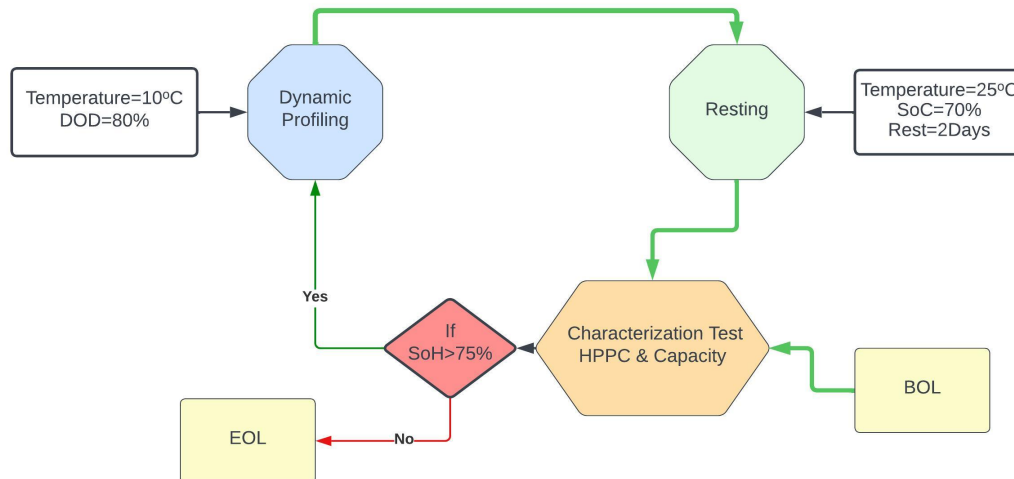 Temperature=10ºC
DOD=80%
Dynamic
Profiling
Resting
Temperature=25ºC
SoC=70%
Rest=2Days
Yes
If
SoH>75%
Characterization Test
HPPC & Capacity
BOL
EOL
No